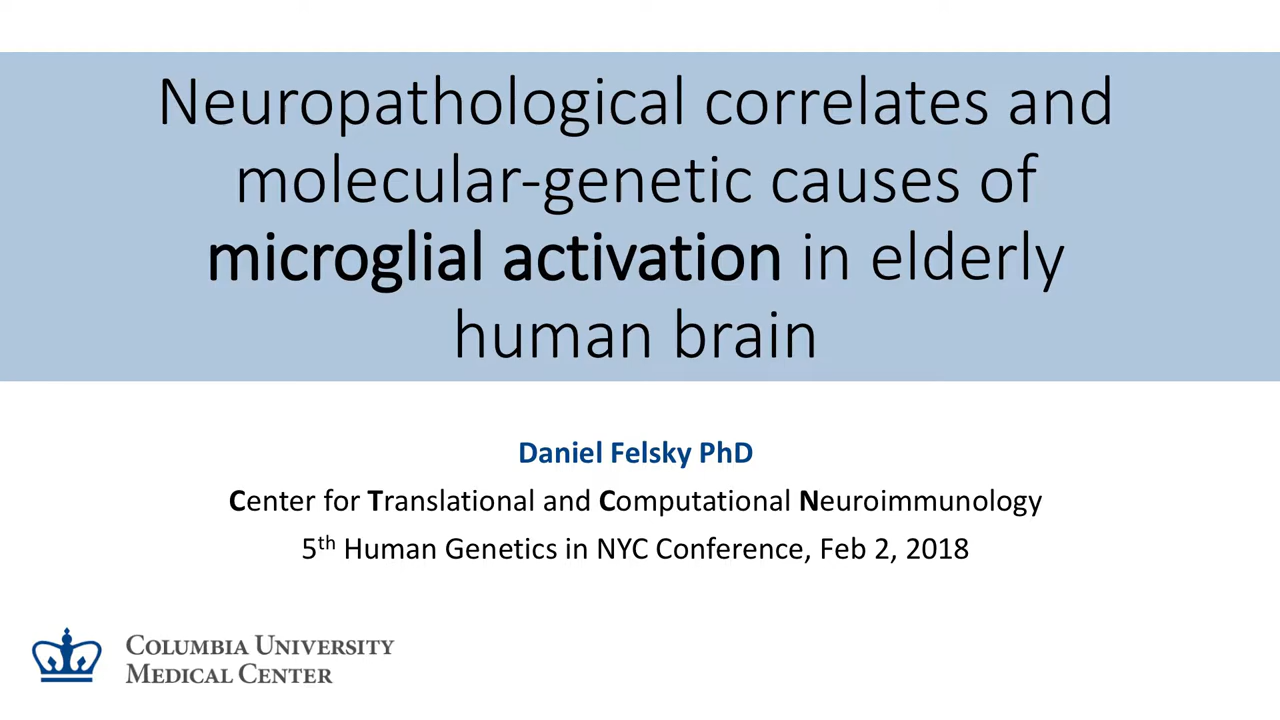 Neuropathological correlates and
molecular-genetic causes of
microglial activation in elderly
human brain
Daniel Felsky PhD
Center for Translational and Computational Neuroimmunology
5th Human Genetics in NYC Conference, Feb 2, 2018
COLUMBIA UNIVERSITY
MEDICAL CENTER